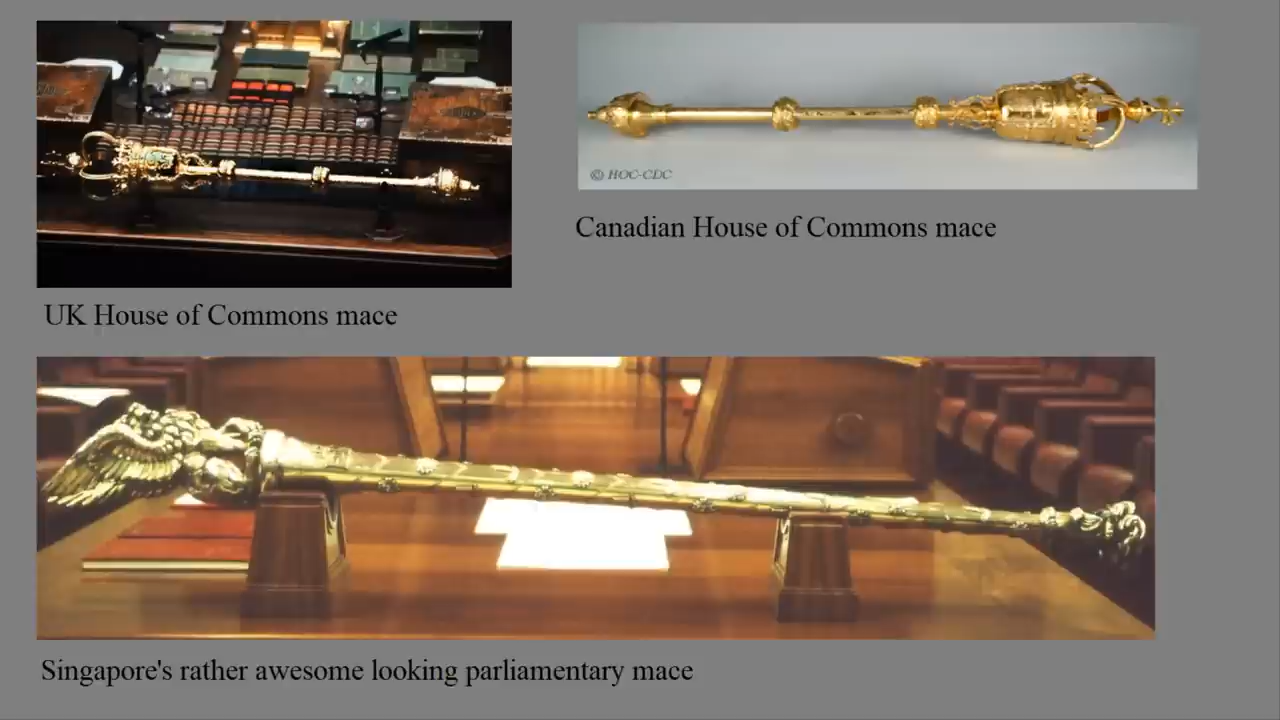 © HOC-CDC
Canadian House of Commons mace
UK House of Commons mace
Singapore's rather awesome looking parliamentary mace